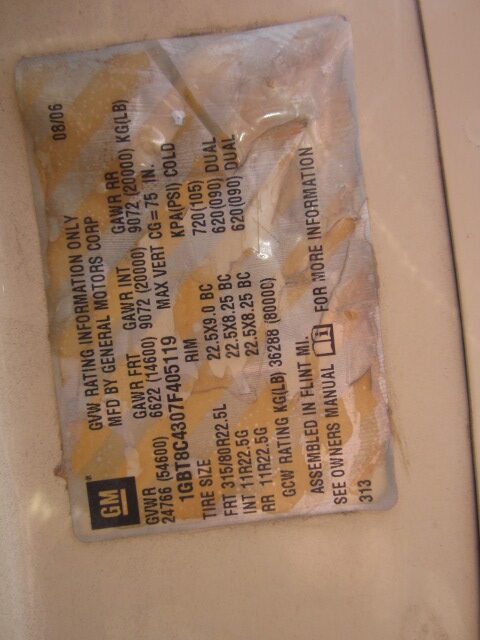 GVW RATING INFORMATION ONLY 08/06
MFD BY GENERAL MOTORS CORP
GM
GVWR GAWR FRT GAWR INT GAWR RR
24766 (54600) 6622 (14600) 9072 (20000) 9072 (20000) KG(LB)
1GBT8C4307F405119 MAX VERT CG=75 IN.
TIRE SIZE RIM KPA(PSI) COLD
FRT 315/80R22.5L 22.5X9.0 BC 720(105)
INT 11R22.5G 22.5X8.25 BC 620(090) DUAL
RR 11R22.5G 22.5X8.25 BC 620(090) DUAL
GCW RATING KG(LB) 36288 (80000)
ASSEMBLED IN FLINT MI.
SEE OWNERS MANUAL FOR MORE INFORMATION
313